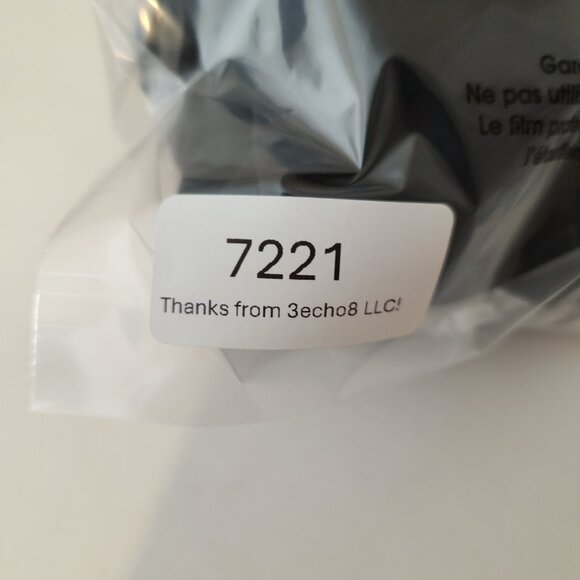 Ne pas
Le film
7221
Thanks from 3echo8 LLC!